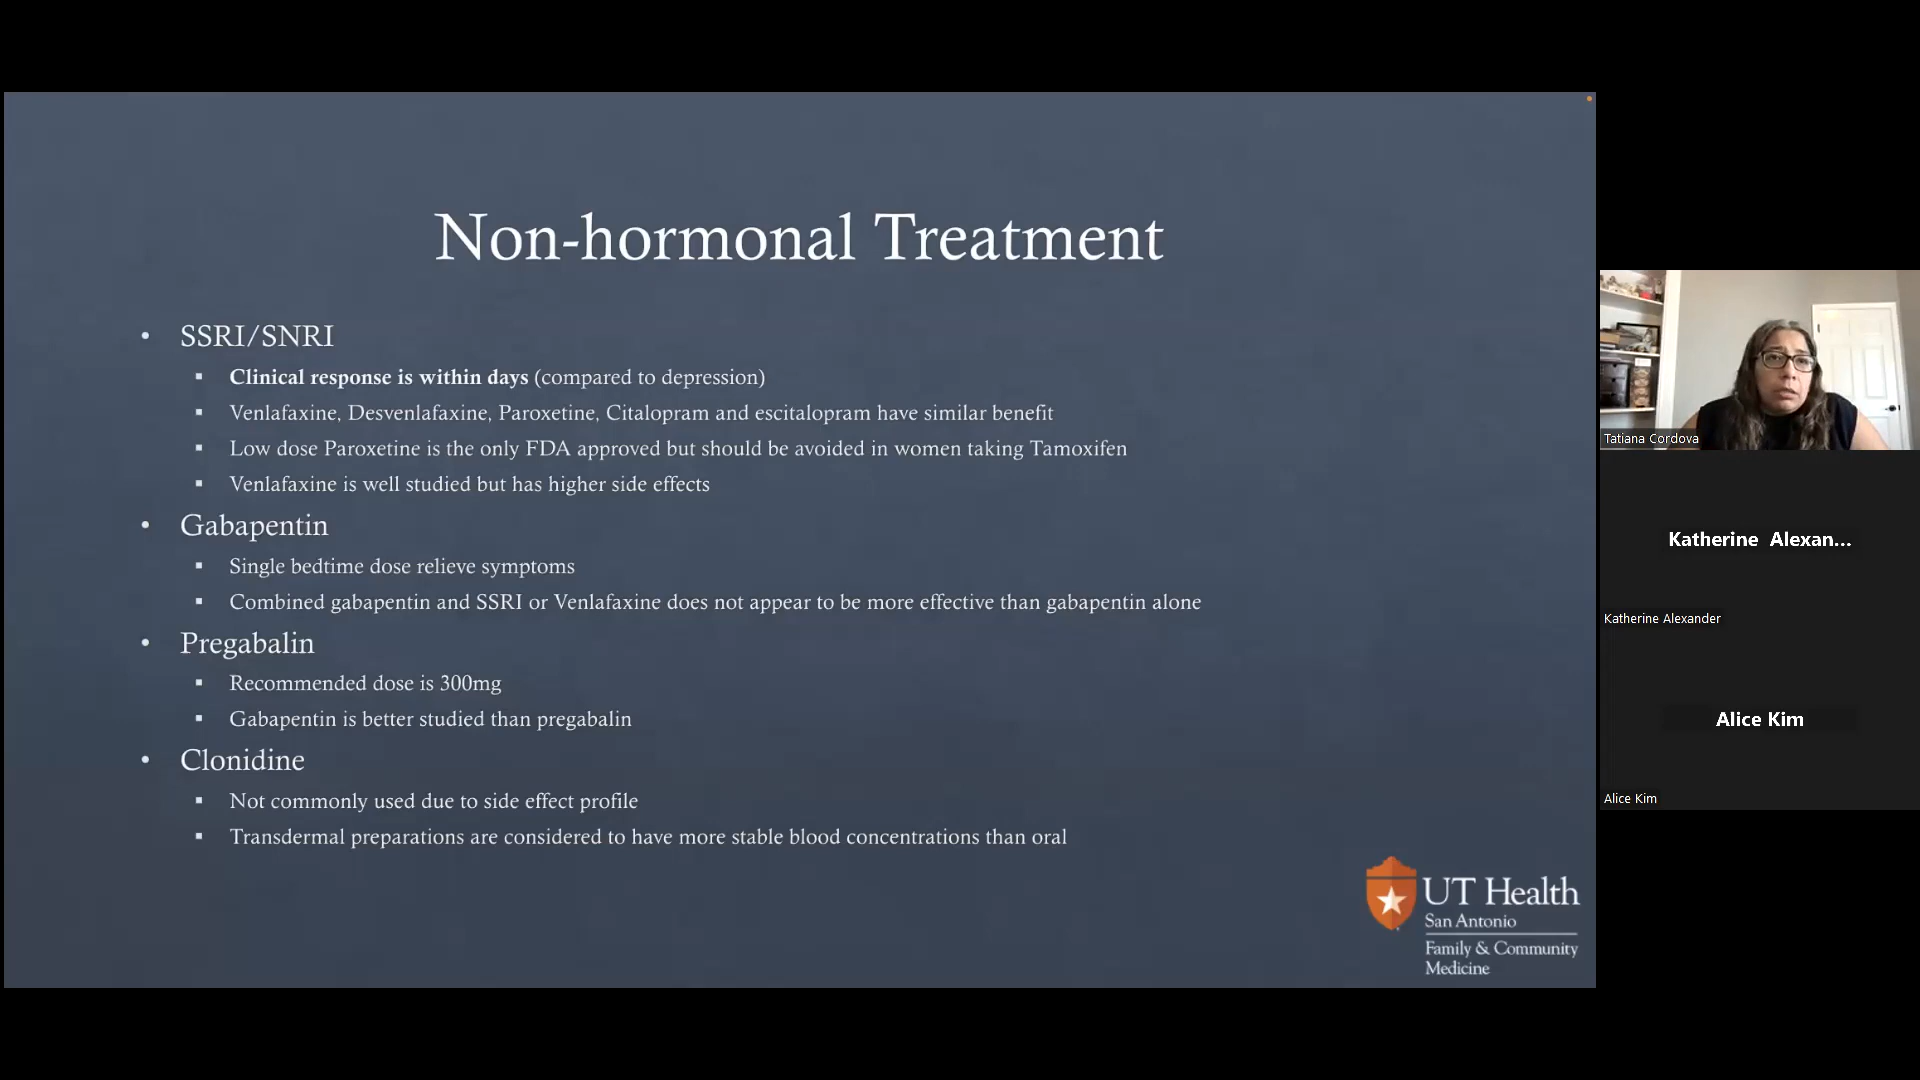 Non-hormonal Treatment
• SSRI/SNRI
▪ Clinical response is within days (compared to depression)
▪ Venlafaxine, Desvenlafaxine, Paroxetine, Citalopram and escitalopram have similar benefit
▪ Low dose Paroxetine is the only FDA approved but should be avoided in women taking Tamoxifen
▪ Venlafaxine is well studied but has higher side effects
• Gabapentin
▪ Single bedtime dose relieve symptoms
▪ Combined gabapentin and SSRI or Venlafaxine does not appear to be more effective than gabapentin alone
• Pregabalin
▪ Recommended dose is 300mg
▪ Gabapentin is better studied than pregabalin
• Clonidine
▪ Not commonly used due to side effect profile
▪ Transdermal preparations are considered to have more stable blood concentrations than oral
UT Health
San Antonio
Family & Community
Medicine
Tatiana Cordova
Katherine Alexan...
Katherine Alexander
Alice Kim
Alice Kim